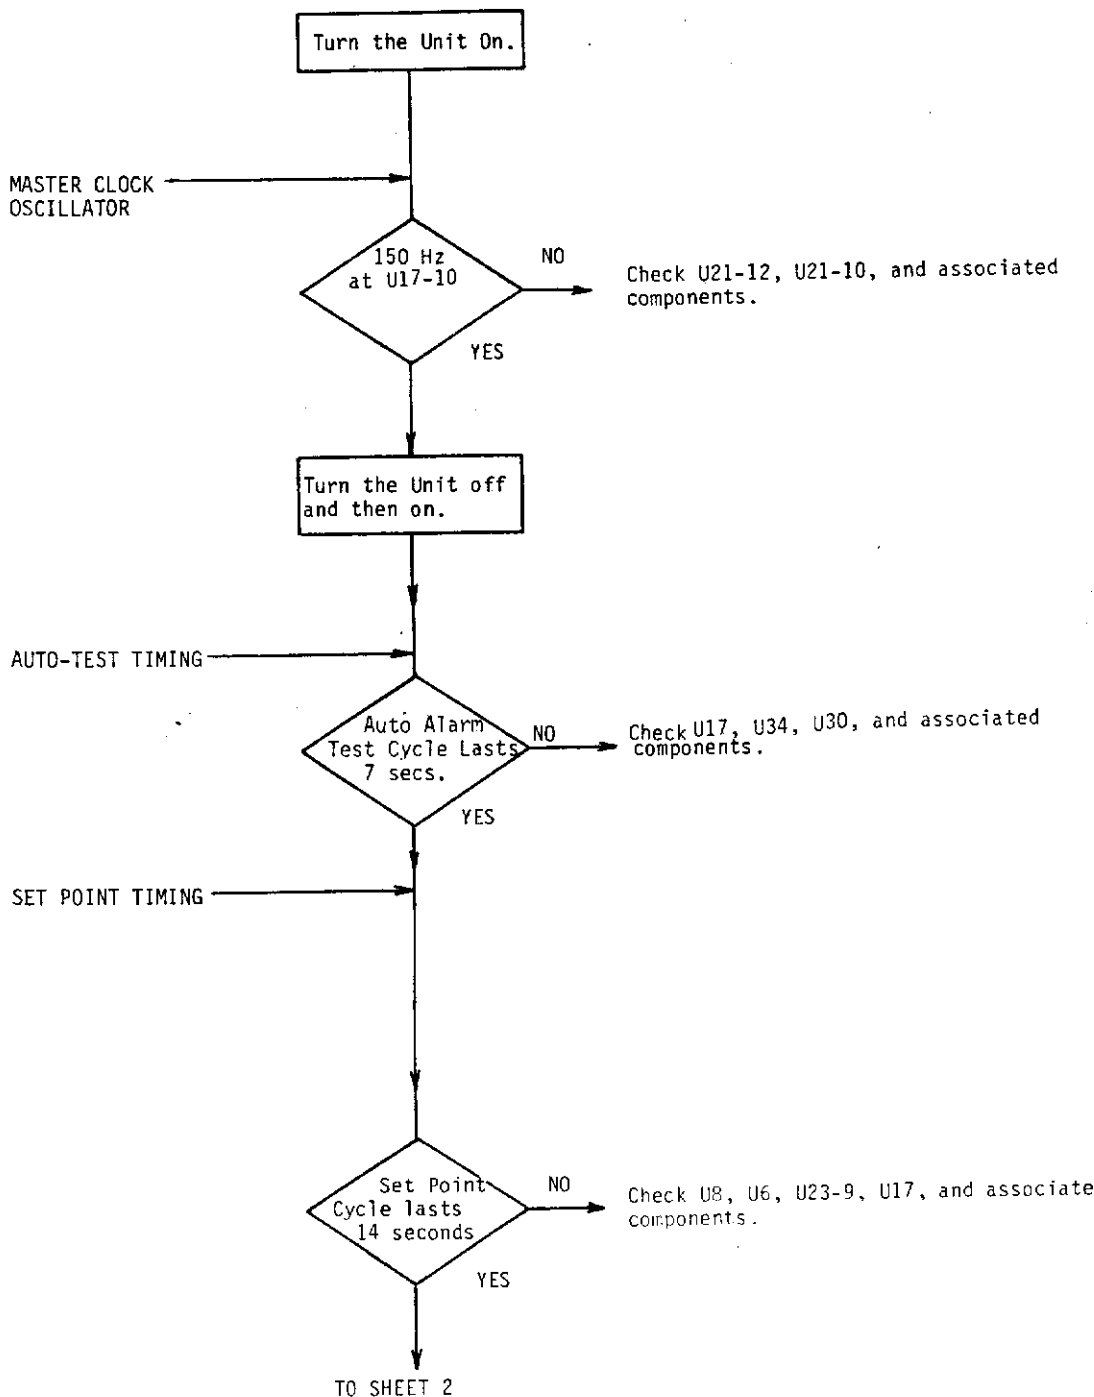 Turn the Unit On.
MASTER CLOCK
OSCILLATOR
150 Hz
at U17-10
NO
Check U21-12, U21-10, and associated
components.
YES
Turn the Unit off
and then on.
AUTO-TEST TIMING
Auto Alarm
Test Cycle Lasts
7 secs.
NO
Check U17, U34, U30, and associated
components.
YES
SET POINT TIMING
Set Point
Cycle lasts
14 seconds
NO
Check U8, U6, U23-9, U17, and associate
components.
YES
TO SHEET 2